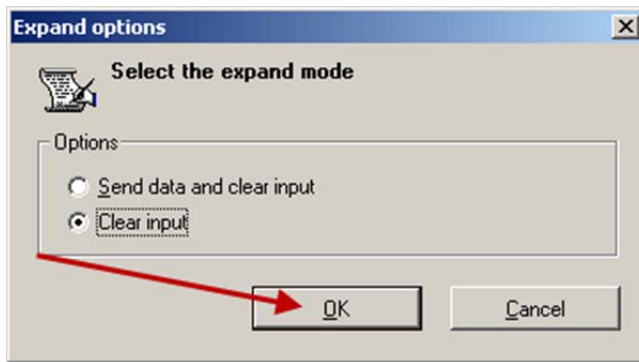 Expand options
Select the expand mode
Options
Send data and clear input
Clear input
OK
Cancel